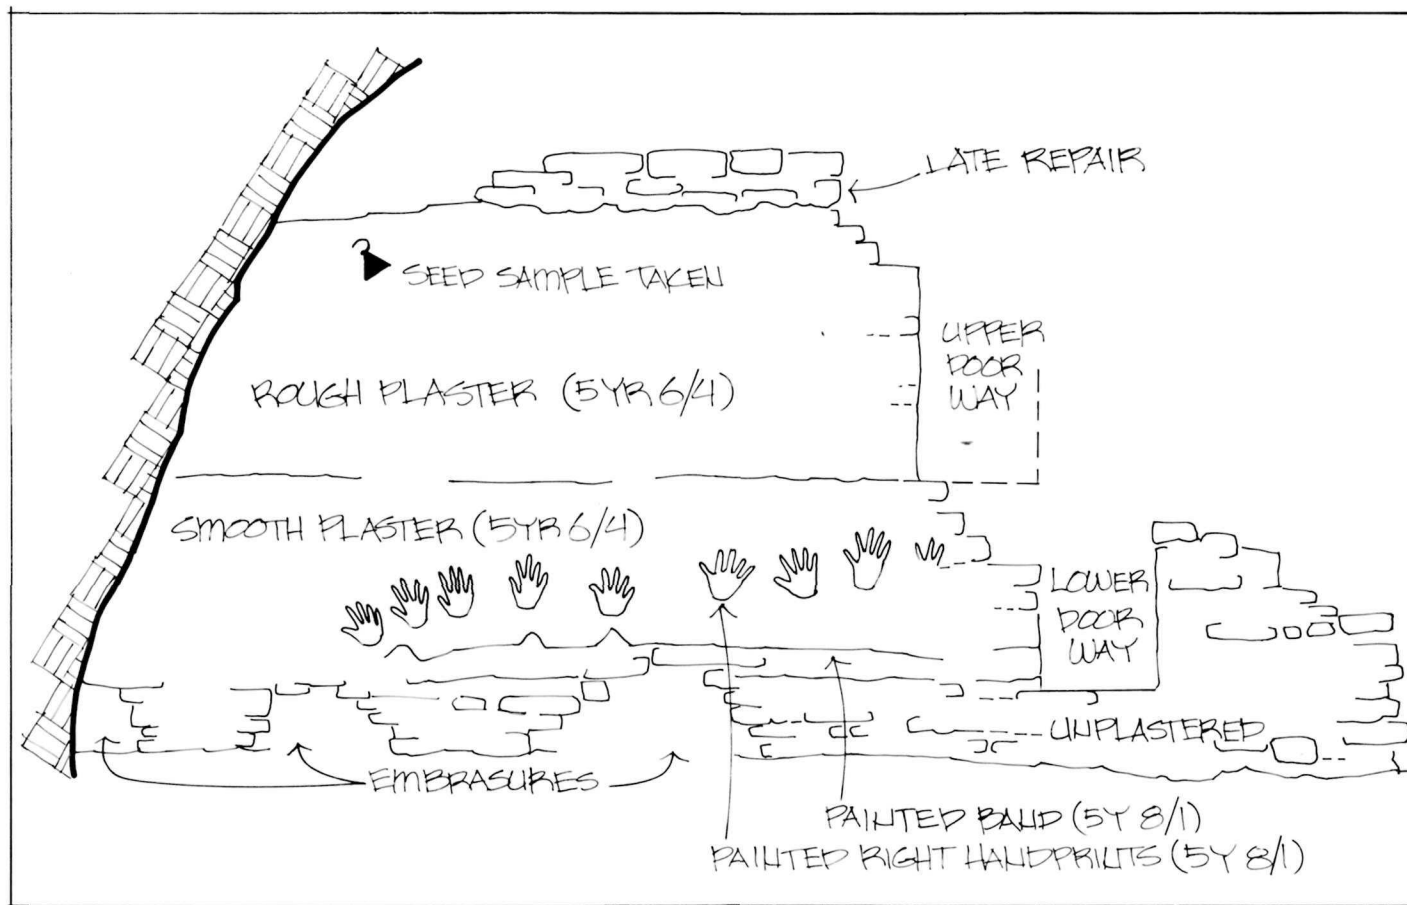 LATE REPAIR
SEED SAMPLE TAKEN
UPPER
DOOR
WAY
ROUGH PLASTER (5YR 6/4)
SMOOTH PLASTER (5YR 6/4)
LOWER
DOOR
WAY
UNPLASTERED
EMBRASURES
PAINTED BAND (5Y 8/1)
PAINTED RIGHT HANDPRINTS (5Y 8/1)